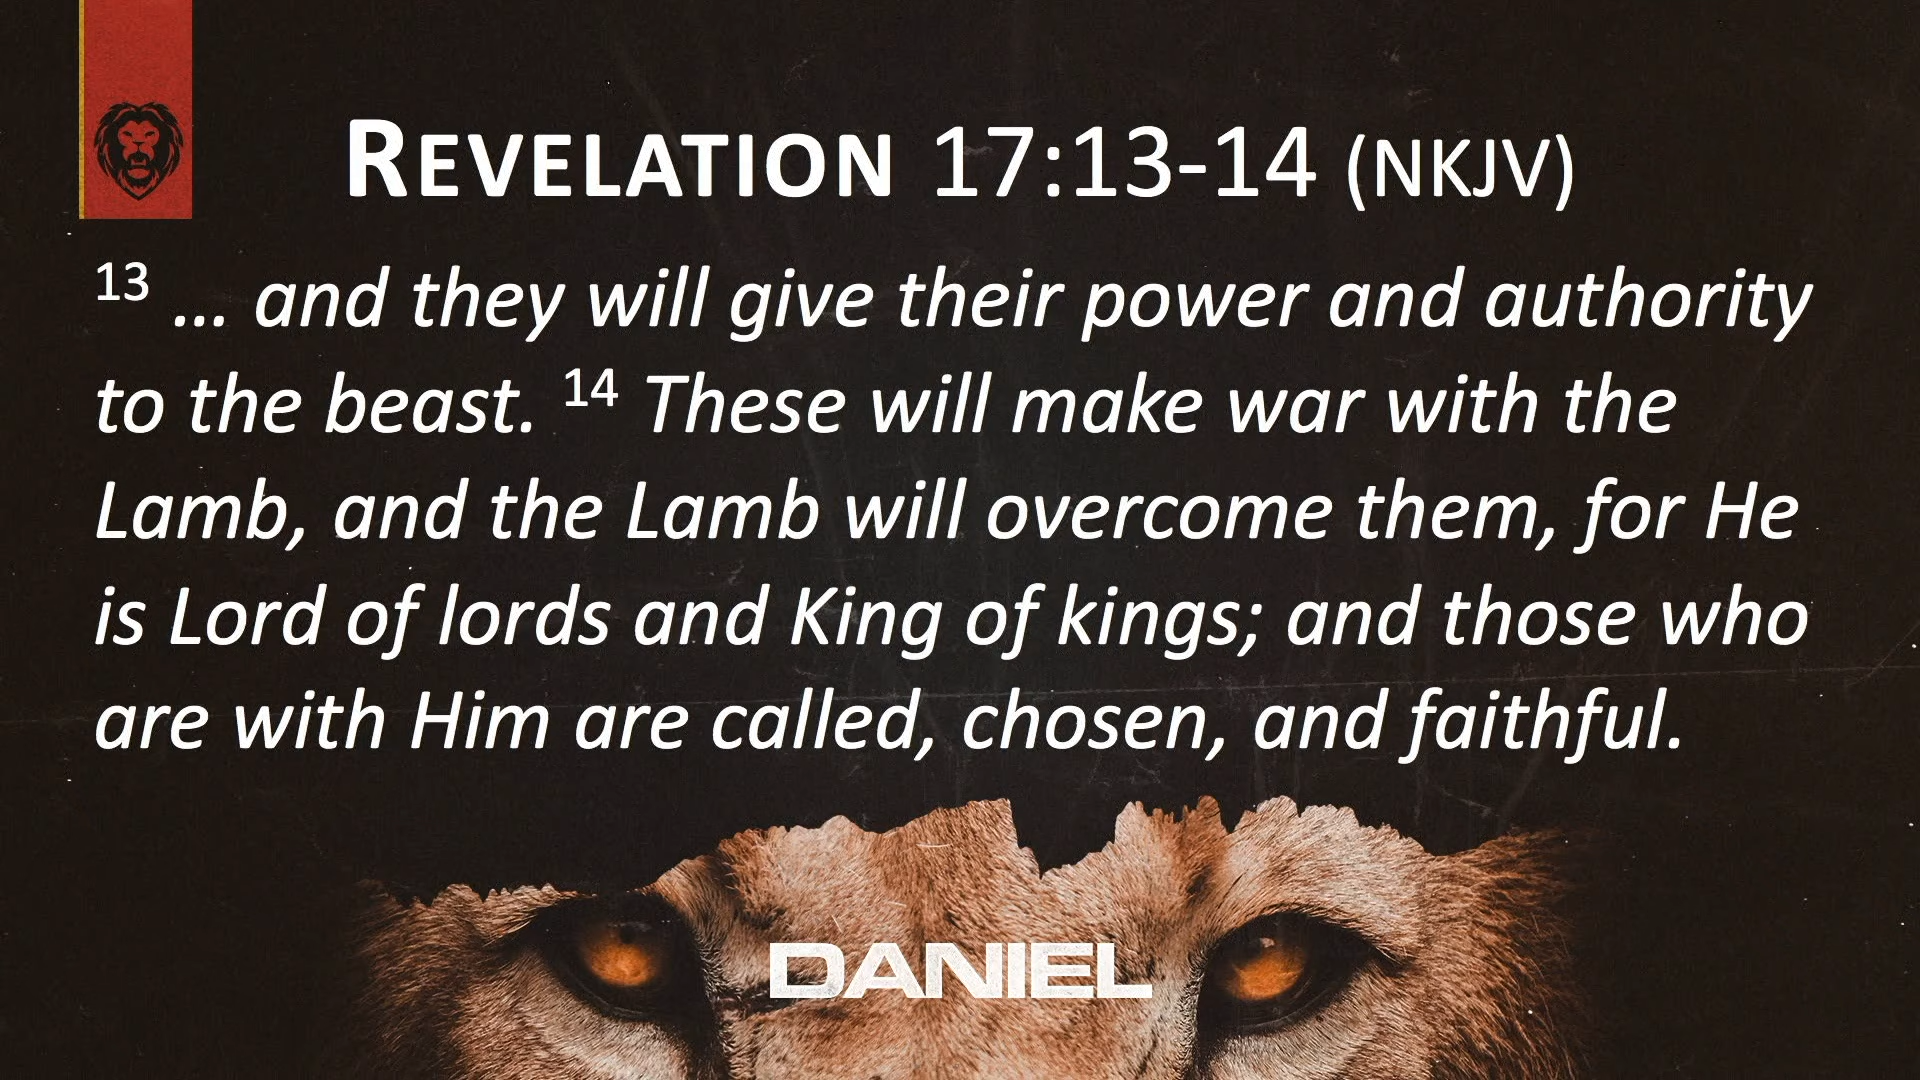 REVELATION 17:13-14 (NKJV)
13 … and they will give their power and authority
to the beast. 14 These will make war with the
Lamb, and the Lamb will overcome them, for He
is Lord of lords and King of kings; and those who
are with Him are called, chosen, and faithful.
DANIEL